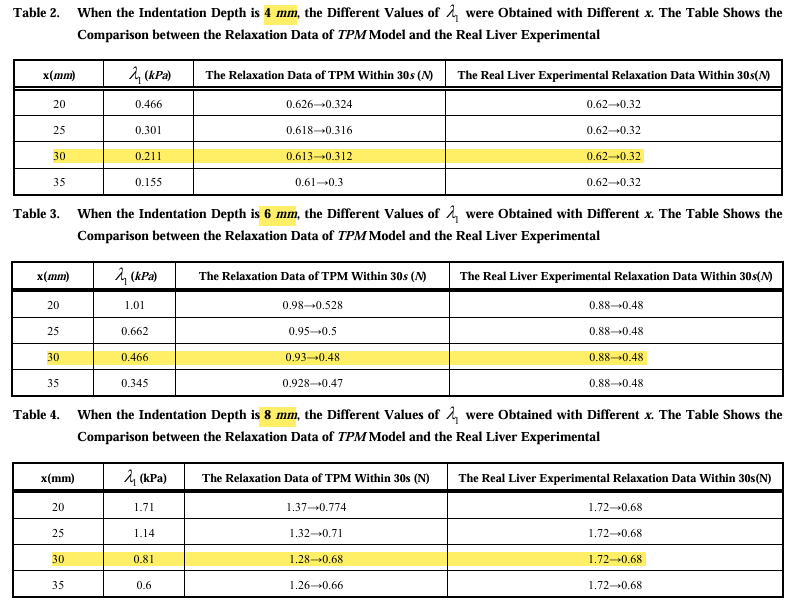 Table 2. When the Indentation Depth is 4 mm, the Different Values of λ1 were Obtained with Different x. The Table Shows the
Comparison between the Relaxation Data of TPM Model and the Real Liver Experimental
x(mm) λ1 (kPa) The Relaxation Data of TPM Within 30s (N) The Real Liver Experimental Relaxation Data Within 30s(N)
20 0.466 0.626→0.324 0.62→0.32
25 0.301 0.618→0.316 0.62→0.32
30 0.211 0.613→0.312 0.62→0.32
35 0.155 0.61→0.3 0.62→0.32
Table 3. When the Indentation Depth is 6 mm, the Different Values of λ1 were Obtained with Different x. The Table Shows the
Comparison between the Relaxation Data of TPM Model and the Real Liver Experimental
x(mm) λ1 (kPa) The Relaxation Data of TPM Within 30s (N) The Real Liver Experimental Relaxation Data Within 30s(N)
20 1.01 0.98→0.528 0.88→0.48
25 0.662 0.95→0.5 0.88→0.48
30 0.466 0.93→0.48 0.88→0.48
35 0.345 0.928→0.47 0.88→0.48
Table 4. When the Indentation Depth is 8 mm, the Different Values of λ1 were Obtained with Different x. The Table Shows the
Comparison between the Relaxation Data of TPM Model and the Real Liver Experimental
x(mm) λ1 (kPa) The Relaxation Data of TPM Within 30s (N) The Real Liver Experimental Relaxation Data Within 30s(N)
20 1.71 1.37→0.774 1.72→0.68
25 1.14 1.32→0.71 1.72→0.68
30 0.81 1.28→0.68 1.72→0.68
35 0.6 1.26→0.66 1.72→0.68